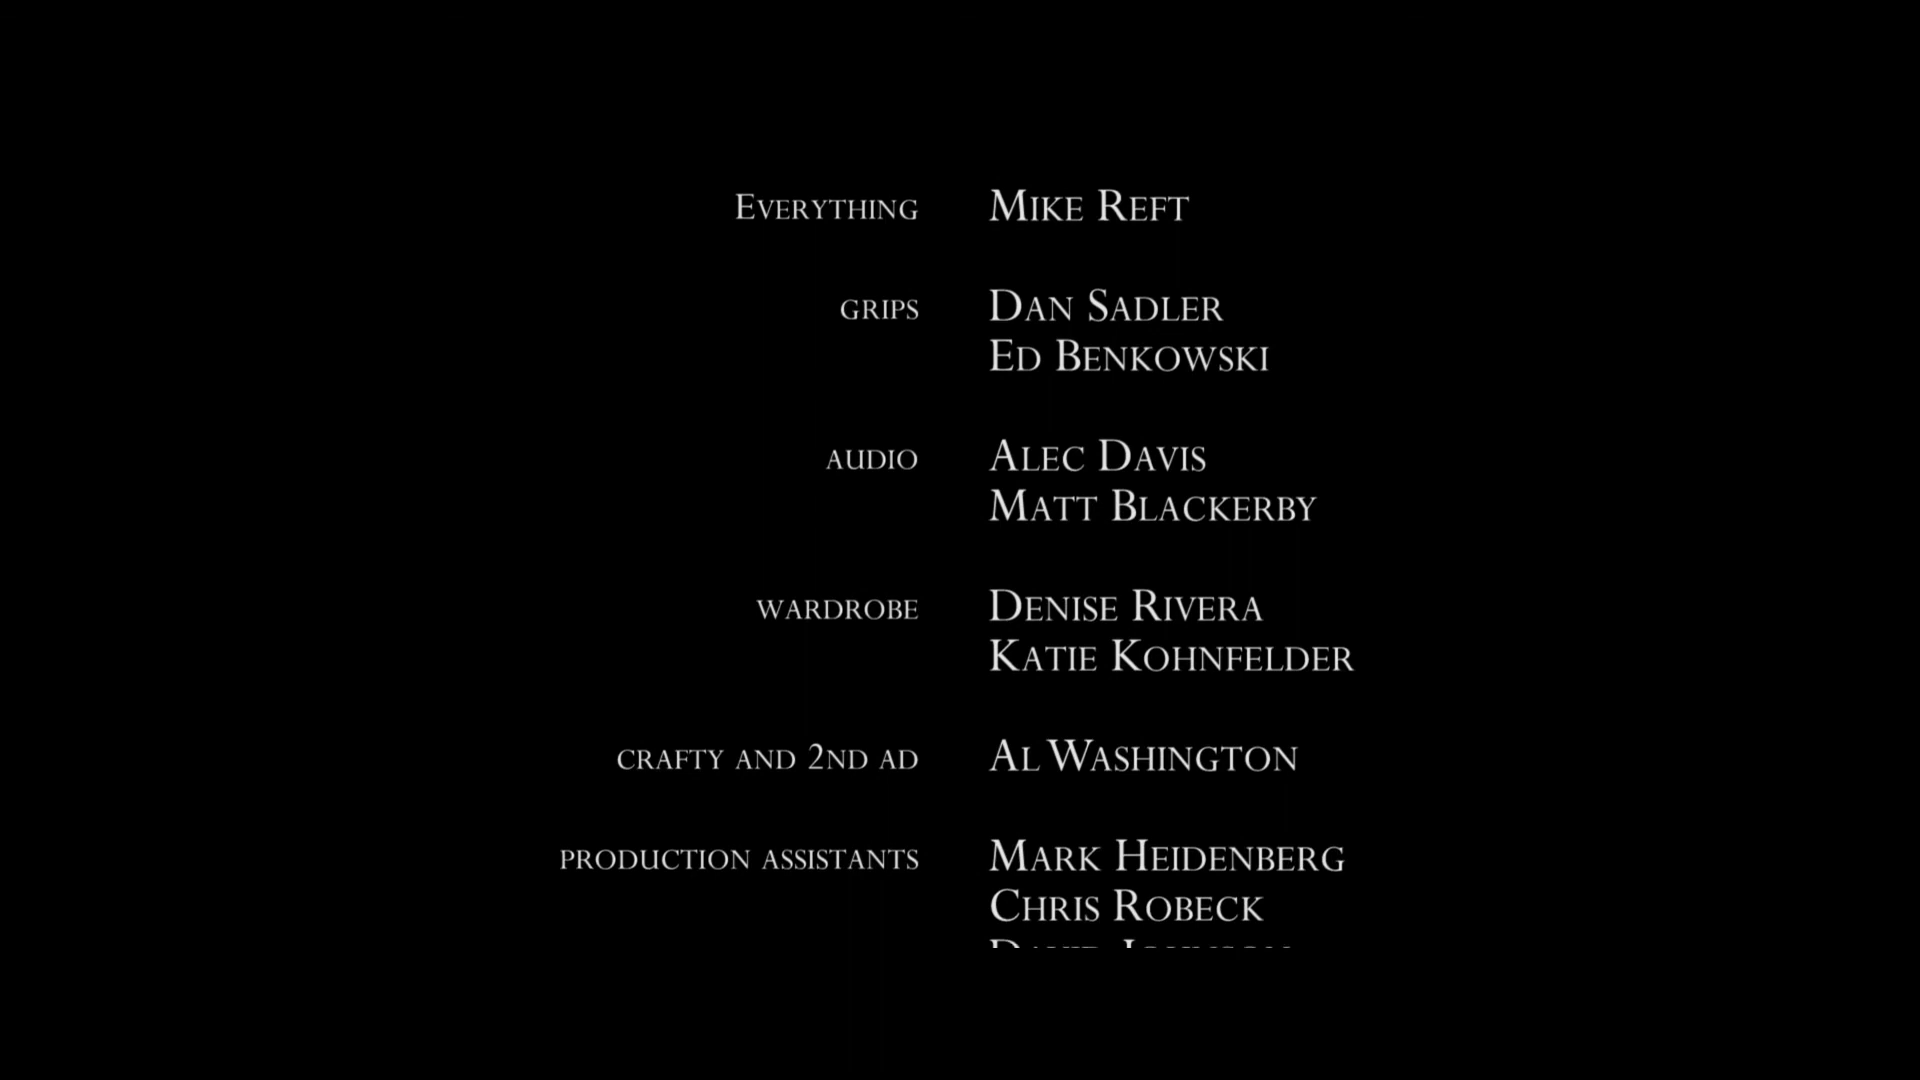 Everything Mike Reft
grips Dan Sadler
Ed Benkowski
audio Alec Davis
Matt Blackerby
wardrobe Denise Rivera
Katie Kohnfelder
crafty and 2nd ad Al Washington
production assistants Mark Heidenberg
Chris Robeck